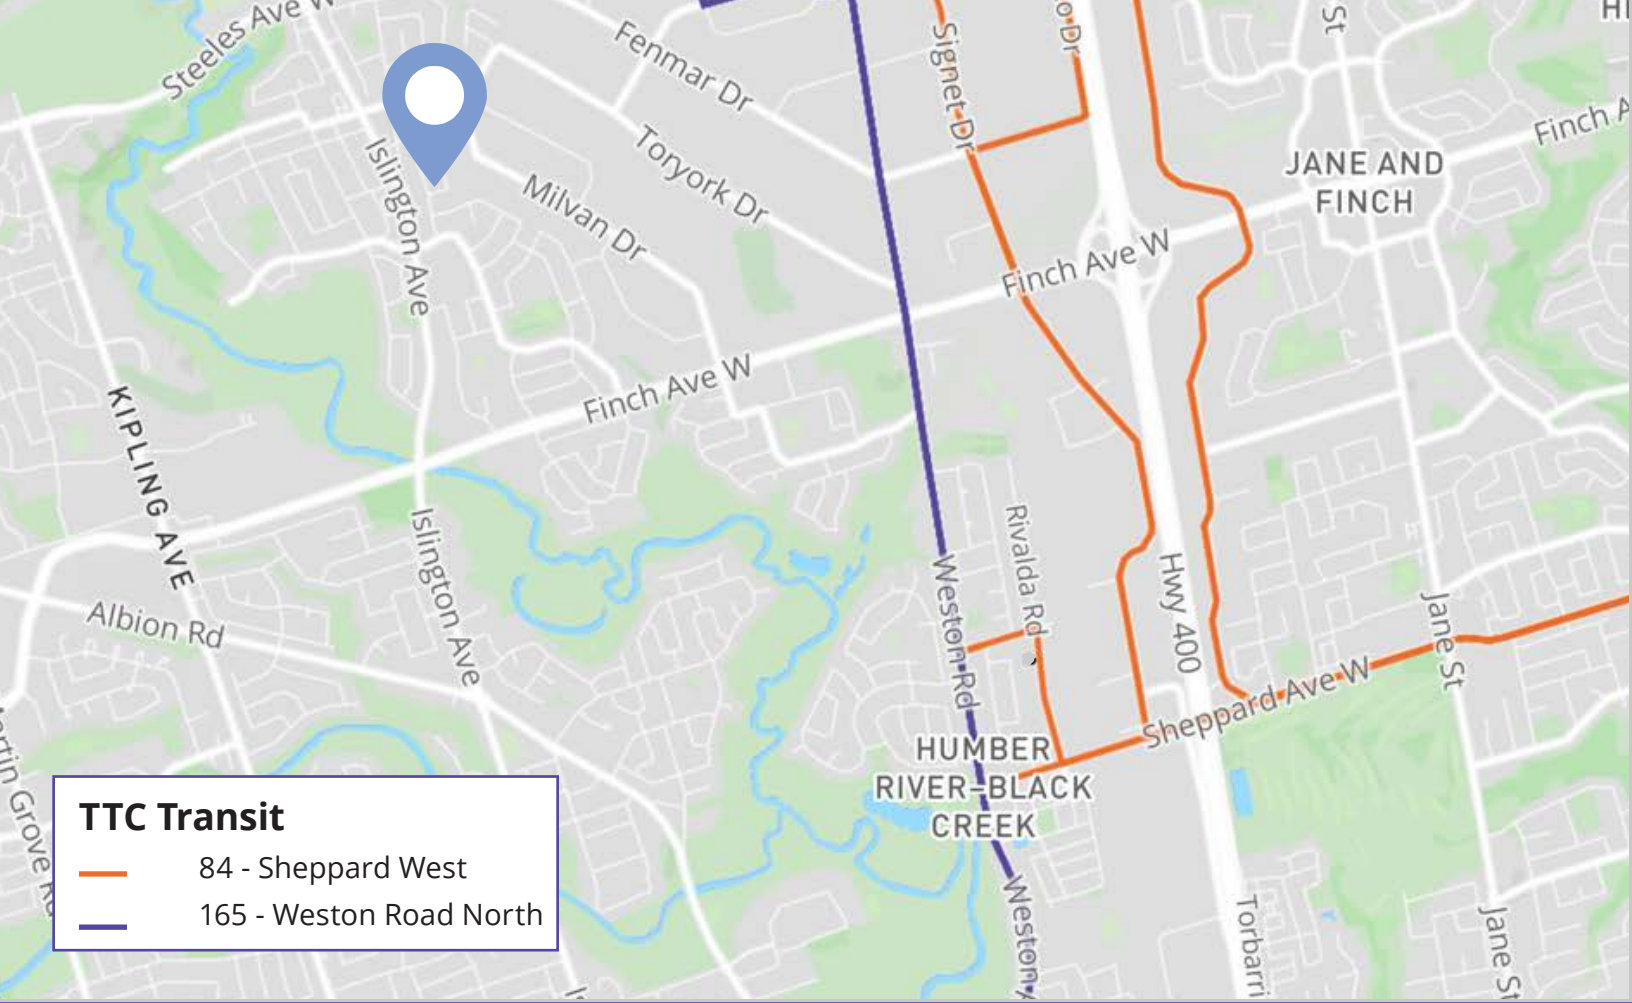 Steeles Ave W
Fenmar Dr
Signet Dr
St
Finch
JANE AND
FINCH
Toryork Dr
Islington Ave
Milvan Dr
Finch Ave W
Finch Ave W
KIPLING AVE
Rivalda Rd
Islington Ave
Weston Rd
Hwy 400
Albion Rd
Jane St
Sheppard Ave W
HUMBER
RIVER–BLACK
CREEK
TTC Transit
84 - Sheppard West
165 - Weston Road North
Weston
Jane St